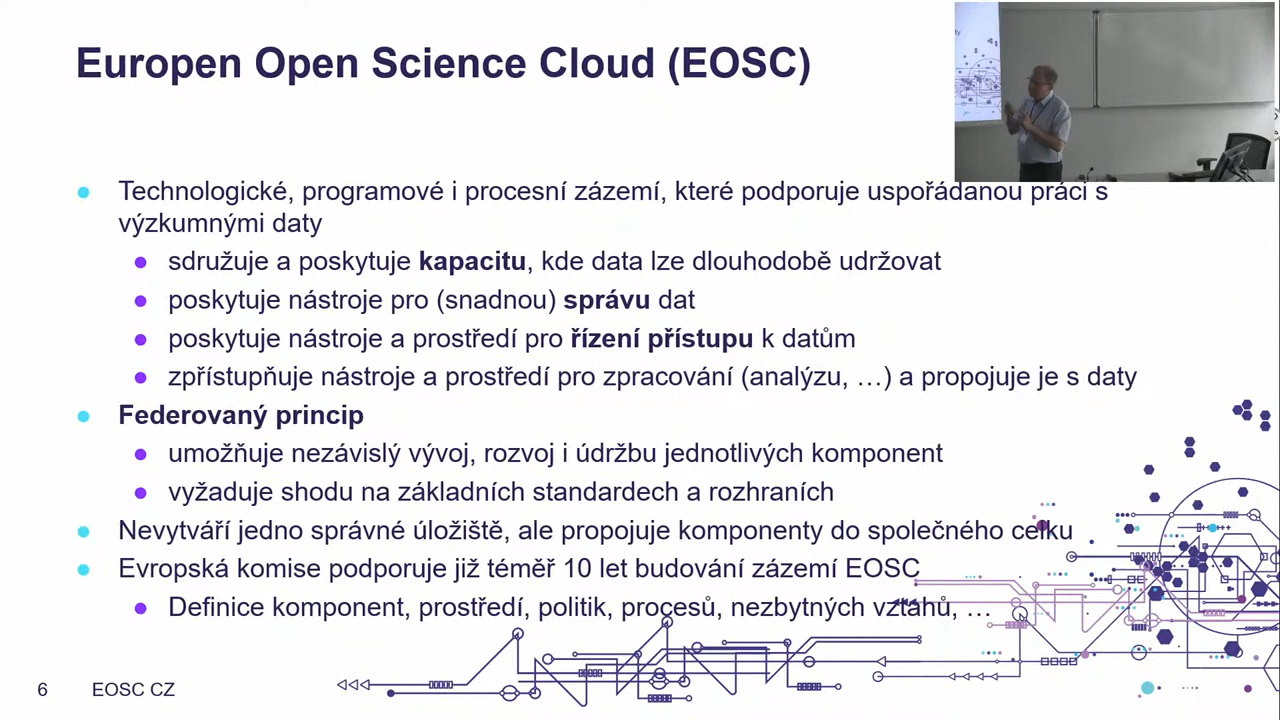 Europen Open Science Cloud (EOSC)
Technologické, programové i procesní zázemí, které podporuje uspořádanou práci s
výzkumnými daty
sdružuje a poskytuje kapacitu, kde data lze dlouhodobě udržovat
poskytuje nástroje pro (snadnou) správu dat
poskytuje nástroje a prostředí pro řízení přístupu k datům
zpřístupňuje nástroje a prostředí pro zpracování (analýzu, …) a propojuje je s daty
Federovaný princip
umožňuje nezávislý vývoj, rozvoj i údržbu jednotlivých komponent
vyžaduje shodu na základních standardech a rozhraních
Nevytváří jedno správné úložiště, ale propojuje komponenty do společného celku
Evropská komise podporuje již téměř 10 let budování zázemí EOSC
Definice komponent, prostředí, politik, procesů, nezbytných vztahů, …
6 EOSC CZ